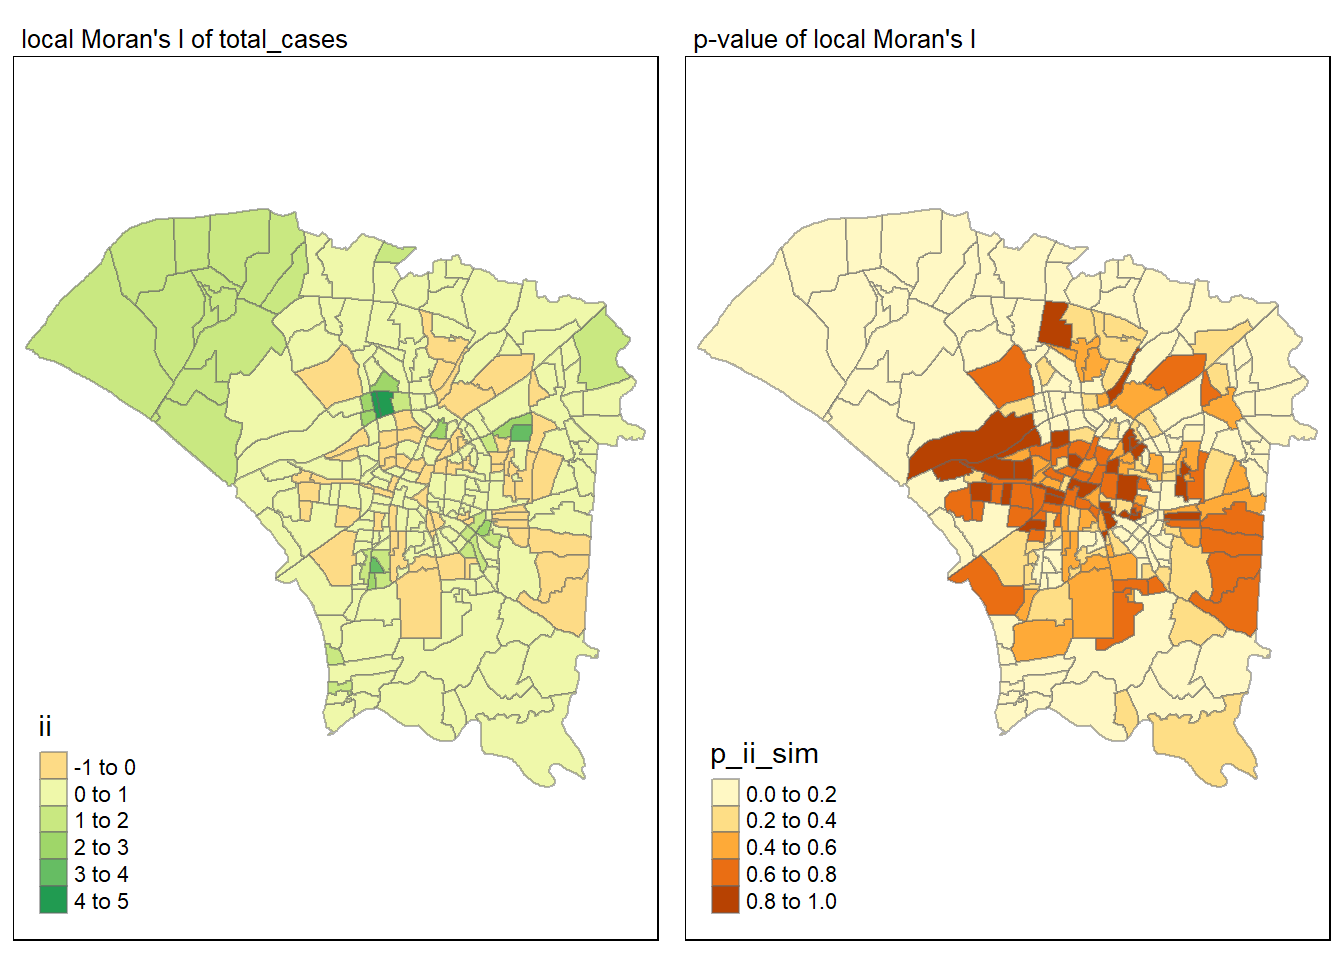 local Moran's I of total_cases
ii
-1 to 0
0 to 1
1 to 2
2 to 3
3 to 4
4 to 5
p-value of local Moran's I
p_ii_sim
0.0 to 0.2
0.2 to 0.4
0.4 to 0.6
0.6 to 0.8
0.8 to 1.0